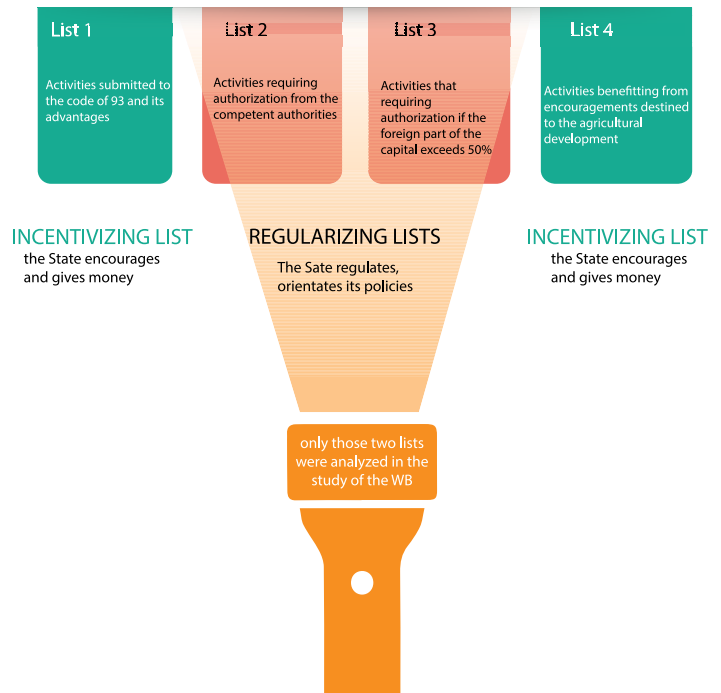 List 1
Activities submitted to
the code of 93 and its
advantages
List 2
Activities requiring
authorization from the
competent authorities
List 3
Activities that
requiring
authorization if the
foreign part of the
capital exceeds 50%
List 4
Activities benefitting from
encouragements destined
to the agricultural
development
INCENTIVIZING LIST
the State encourages
and gives money
REGULARIZING LISTS
The Sate regulates,
orientates its policies
INCENTIVIZING LIST
the State encourages
and gives money
only those two lists
were analyzed in the
study of the WB